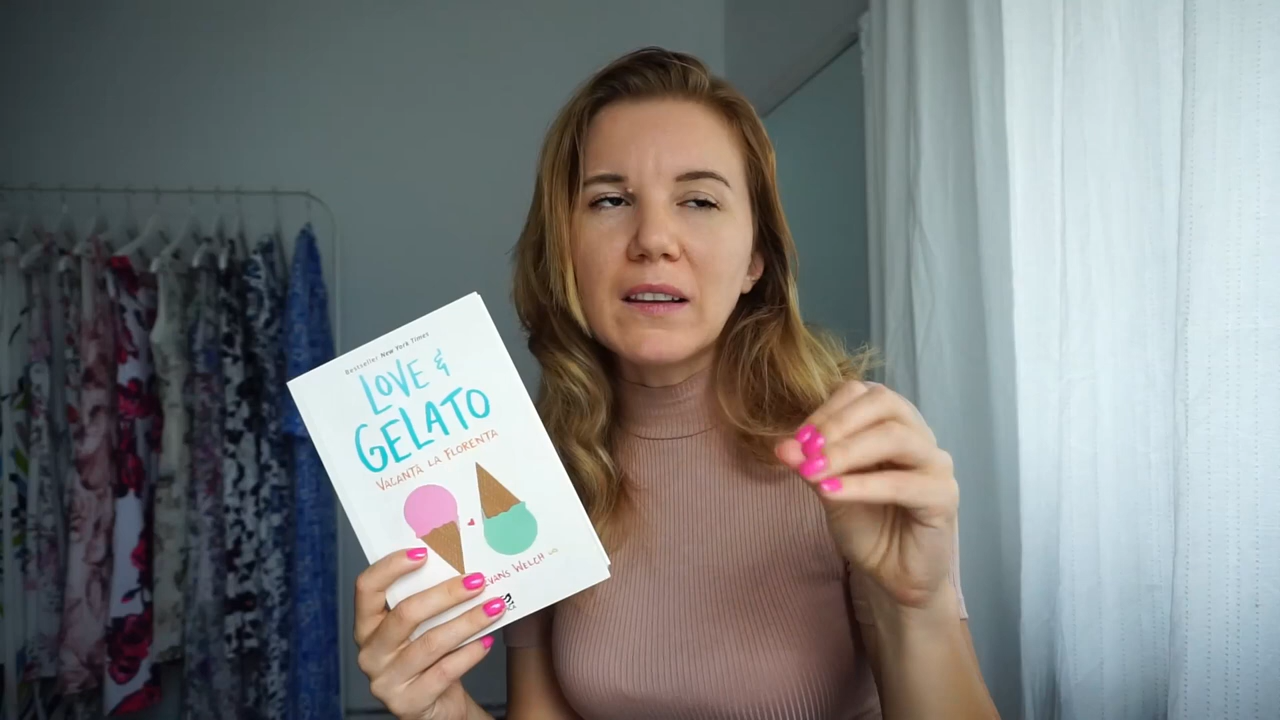 Bestseller New York Times
LOVE &
GELATO
VACANȚĂ LA FLORENȚA
EVANS WELCH